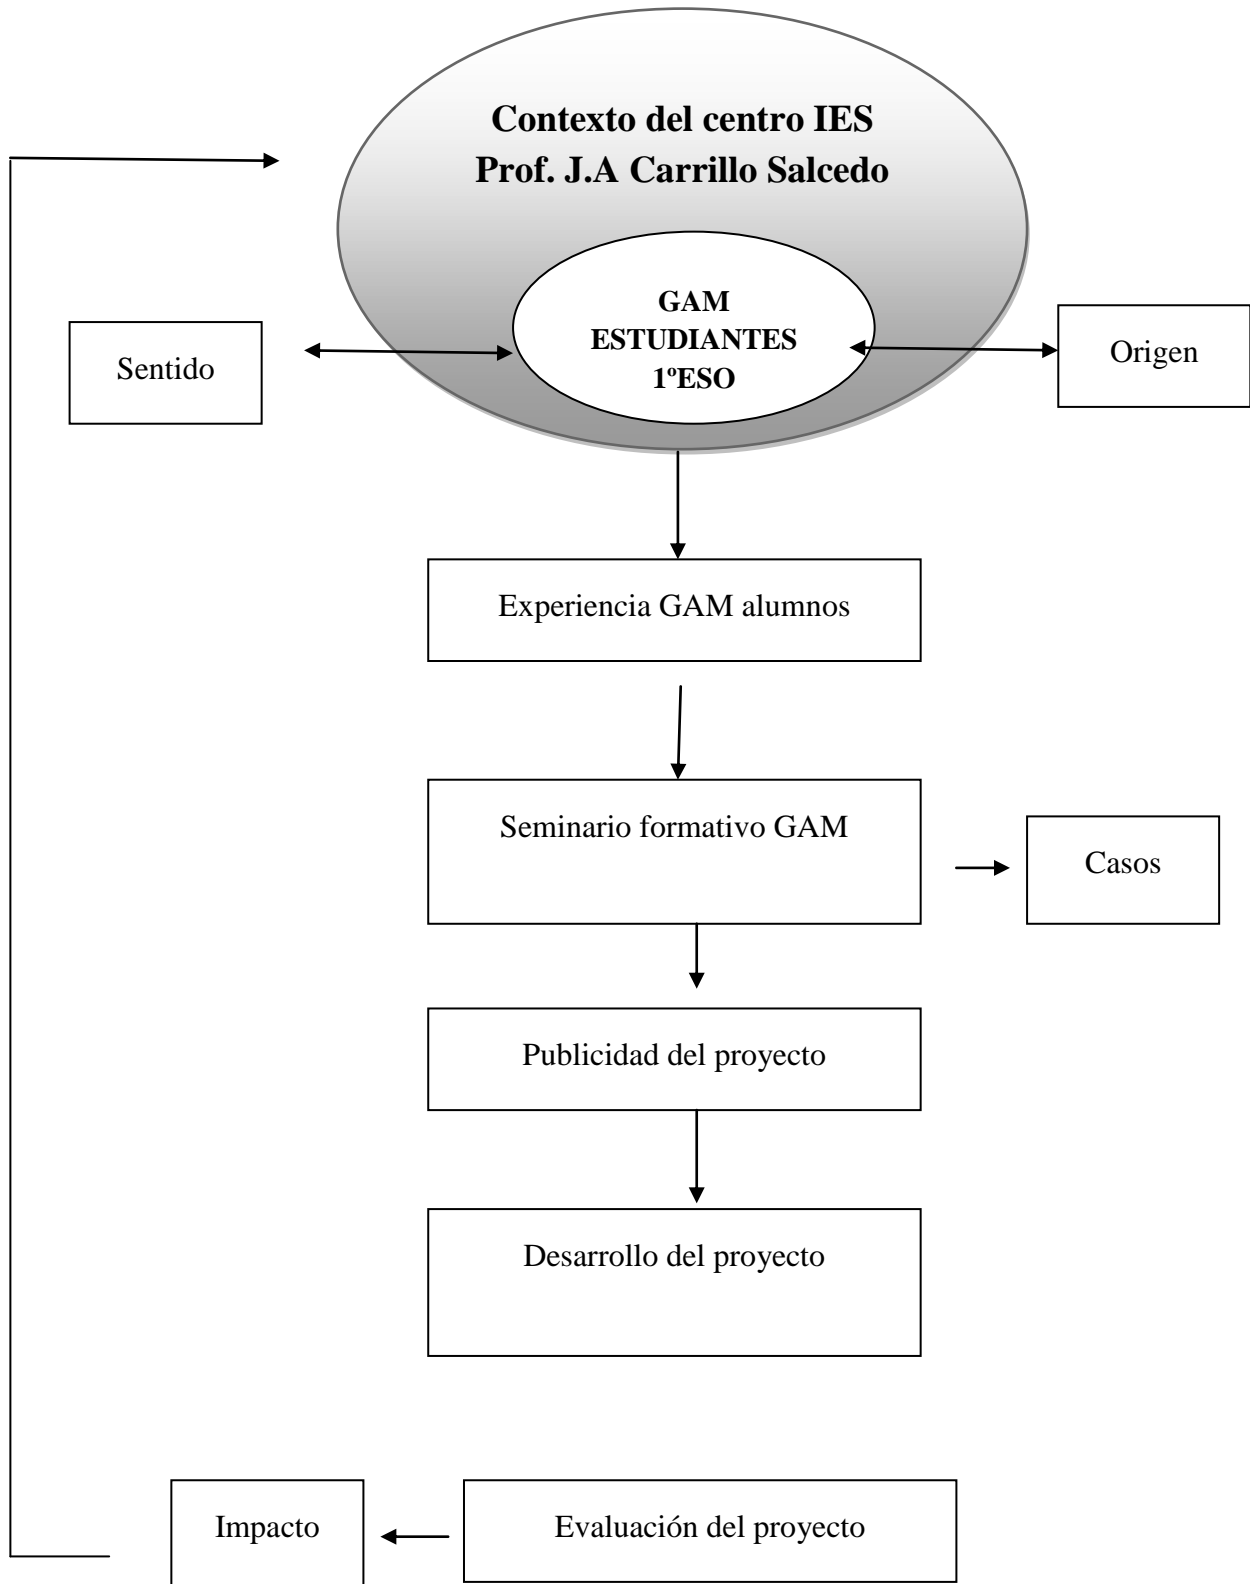 Contexto del centro IES
Prof. J.A Carrillo Salcedo
GAM
ESTUDIANTES
1ºESO
Sentido
Origen
Experiencia GAM alumnos
Seminario formativo GAM
Casos
Publicidad del proyecto
Desarrollo del proyecto
Impacto
Evaluación del proyecto